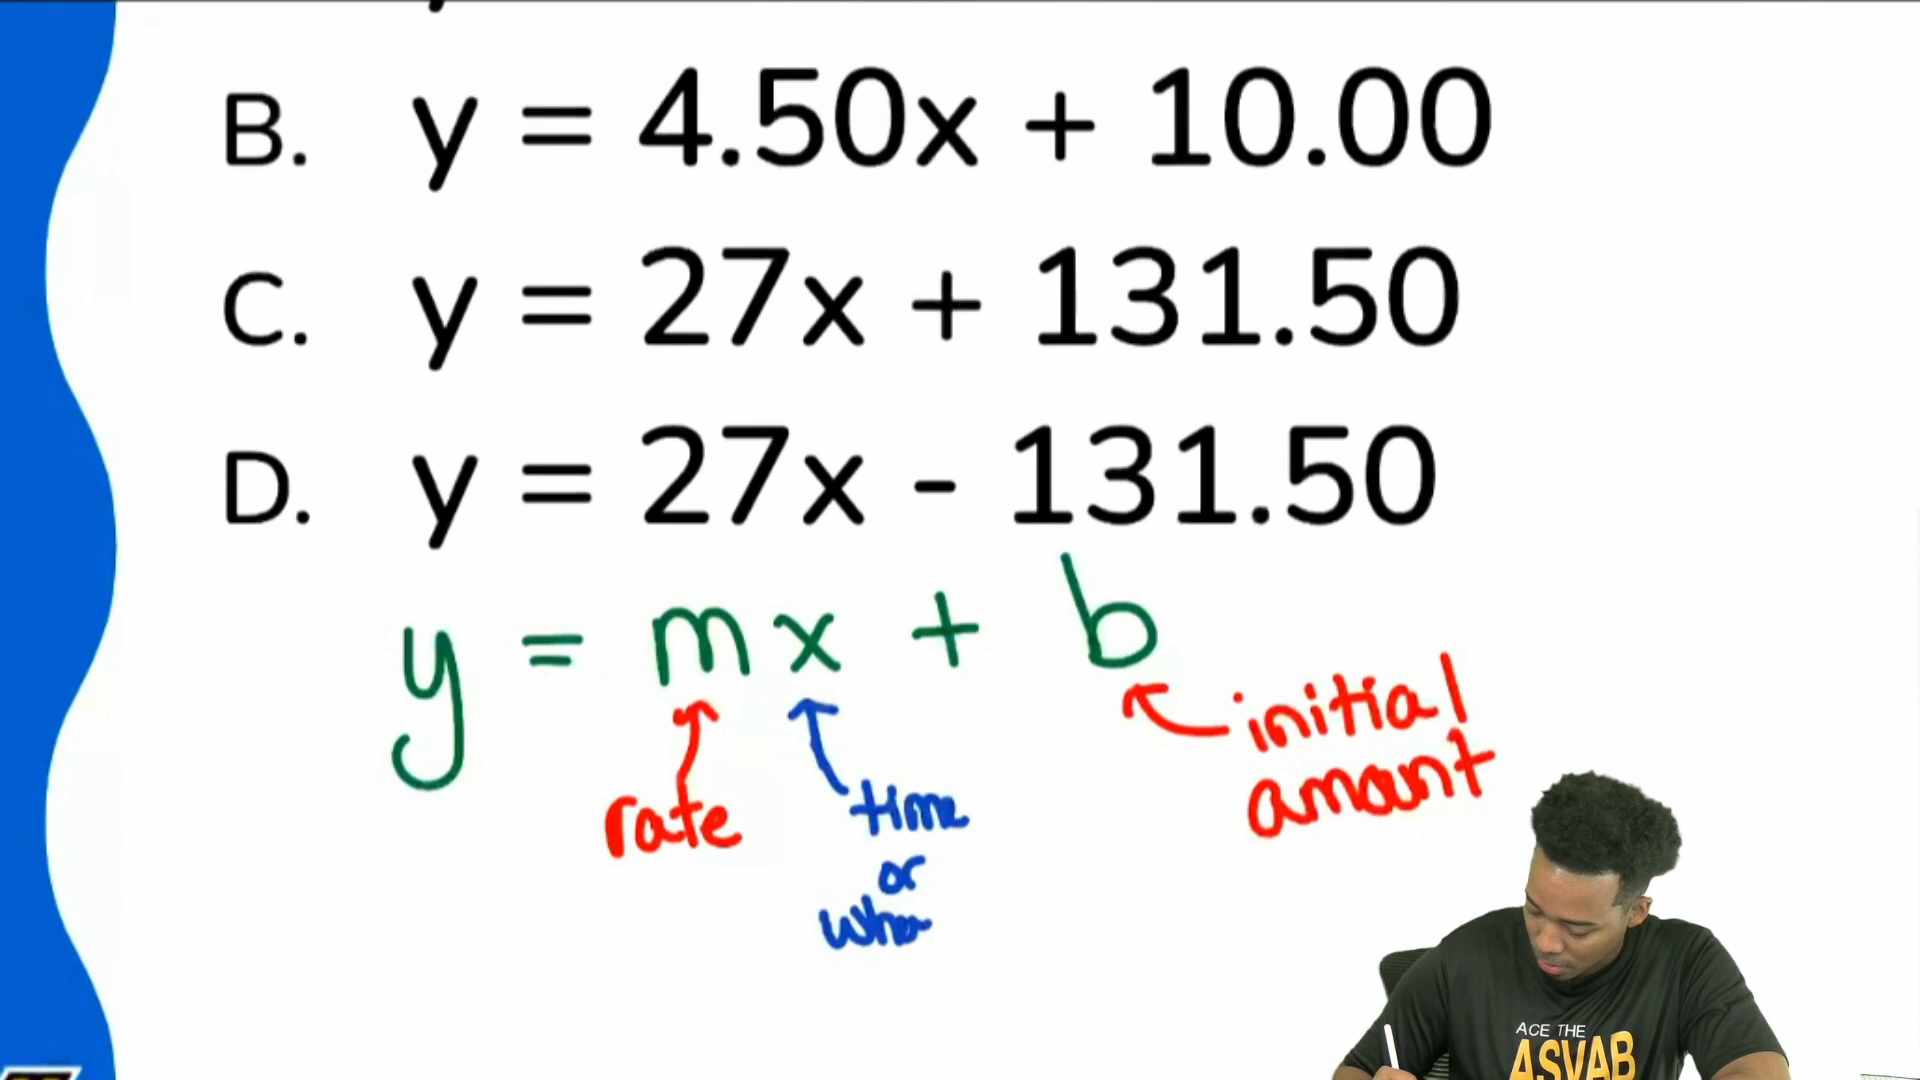 B. y = 4.50x + 10.00
C. y = 27x + 131.50
D. y = 27x - 131.50
y = mx + b
rate
time
or
initial
amount
ACE THE
ASVAB